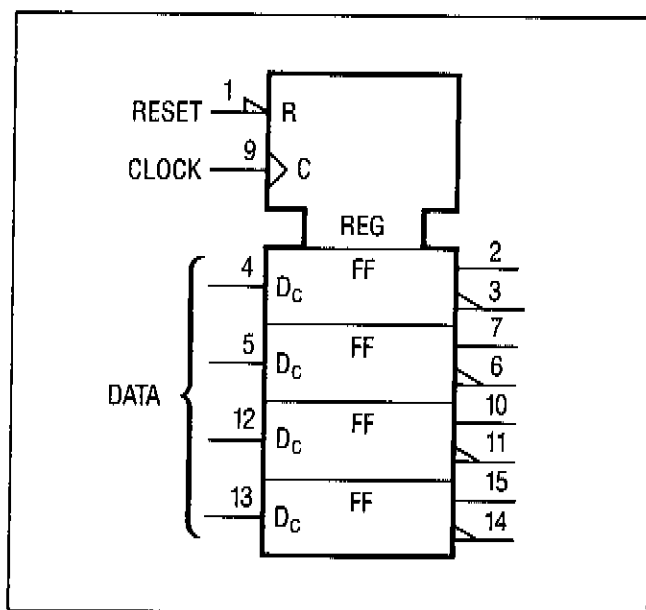 1
RESET R
9
CLOCK C
REG
4 FF 2
D_C 3
5 FF 7
D_C 6
DATA
12 FF 10
D_C 11
13 FF 15
D_C 14